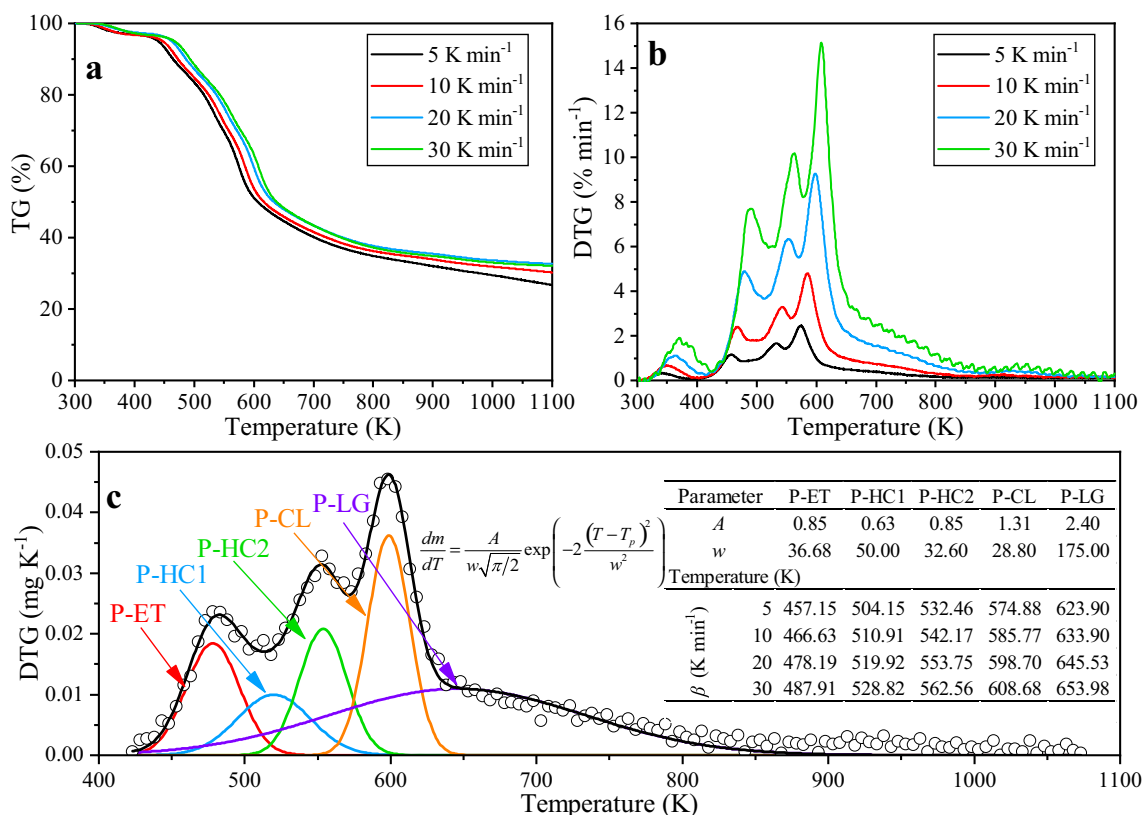 a
TG (%)
100
80
60
40
20
0
300 400 500 600 700 800 900 1000 1100
Temperature (K)
5 K min⁻¹
10 K min⁻¹
20 K min⁻¹
30 K min⁻¹
b
DTG (% min⁻¹)
16
14
12
10
8
6
4
2
0
300 400 500 600 700 800 900 1000 1100
Temperature (K)
5 K min⁻¹
10 K min⁻¹
20 K min⁻¹
30 K min⁻¹
c
DTG (mg K⁻¹)
0.05
0.04
0.03
0.02
0.01
0.00
400 500 600 700 800 900 1000 1100
Temperature (K)
P-ET
P-HC1
P-HC2
P-CL
P-LG
dm/dT = A/(w√(π/2)) exp(−2 (T−Tp)²/w²)
Parameter P-ET P-HC1 P-HC2 P-CL P-LG
A 0.85 0.63 0.85 1.31 2.40
w 36.68 50.00 32.60 28.80 175.00
Temperature (K)
β (K min⁻¹)
5 457.15 504.15 532.46 574.88 623.90
10 466.63 510.91 542.17 585.77 633.90
20 478.19 519.92 553.75 598.70 645.53
30 487.91 528.82 562.56 608.68 653.98